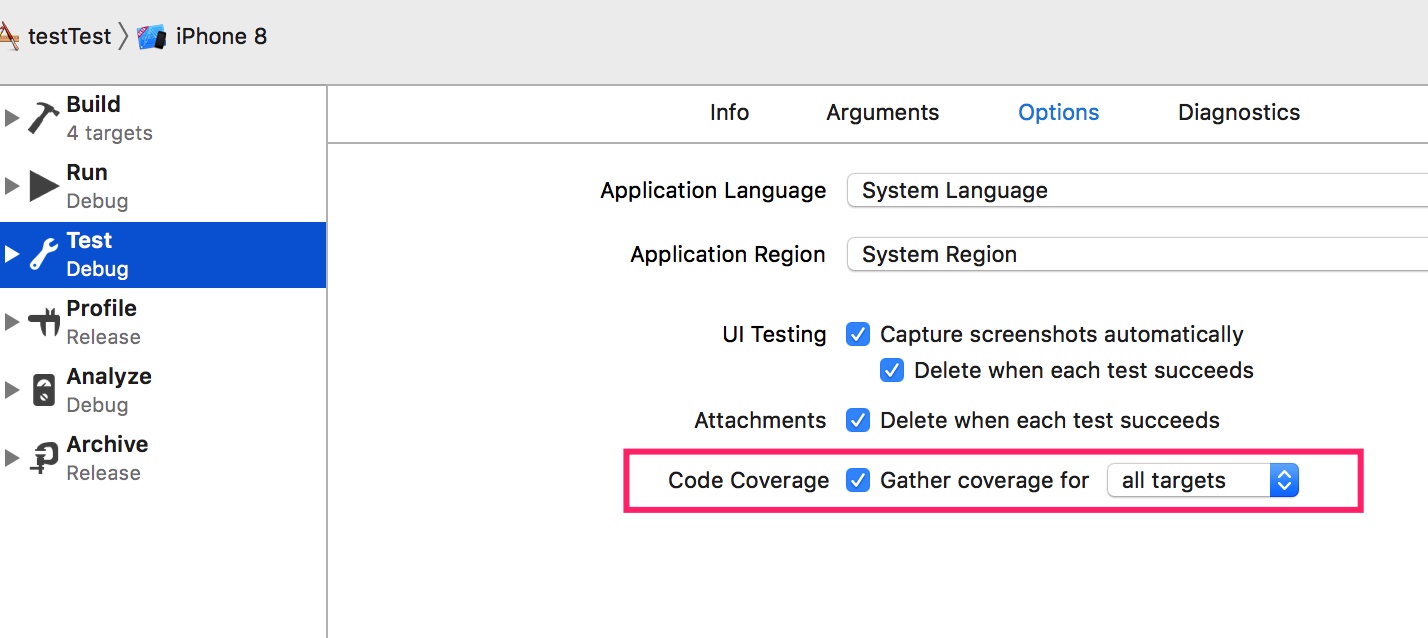 testTest
iPhone 8
Build
4 targets
Run
Debug
Test
Debug
Profile
Release
Analyze
Debug
Archive
Release
Info Arguments Options Diagnostics
Application Language System Language
Application Region System Region
UI Testing Capture screenshots automatically
Delete when each test succeeds
Attachments Delete when each test succeeds
Code Coverage Gather coverage for all targets